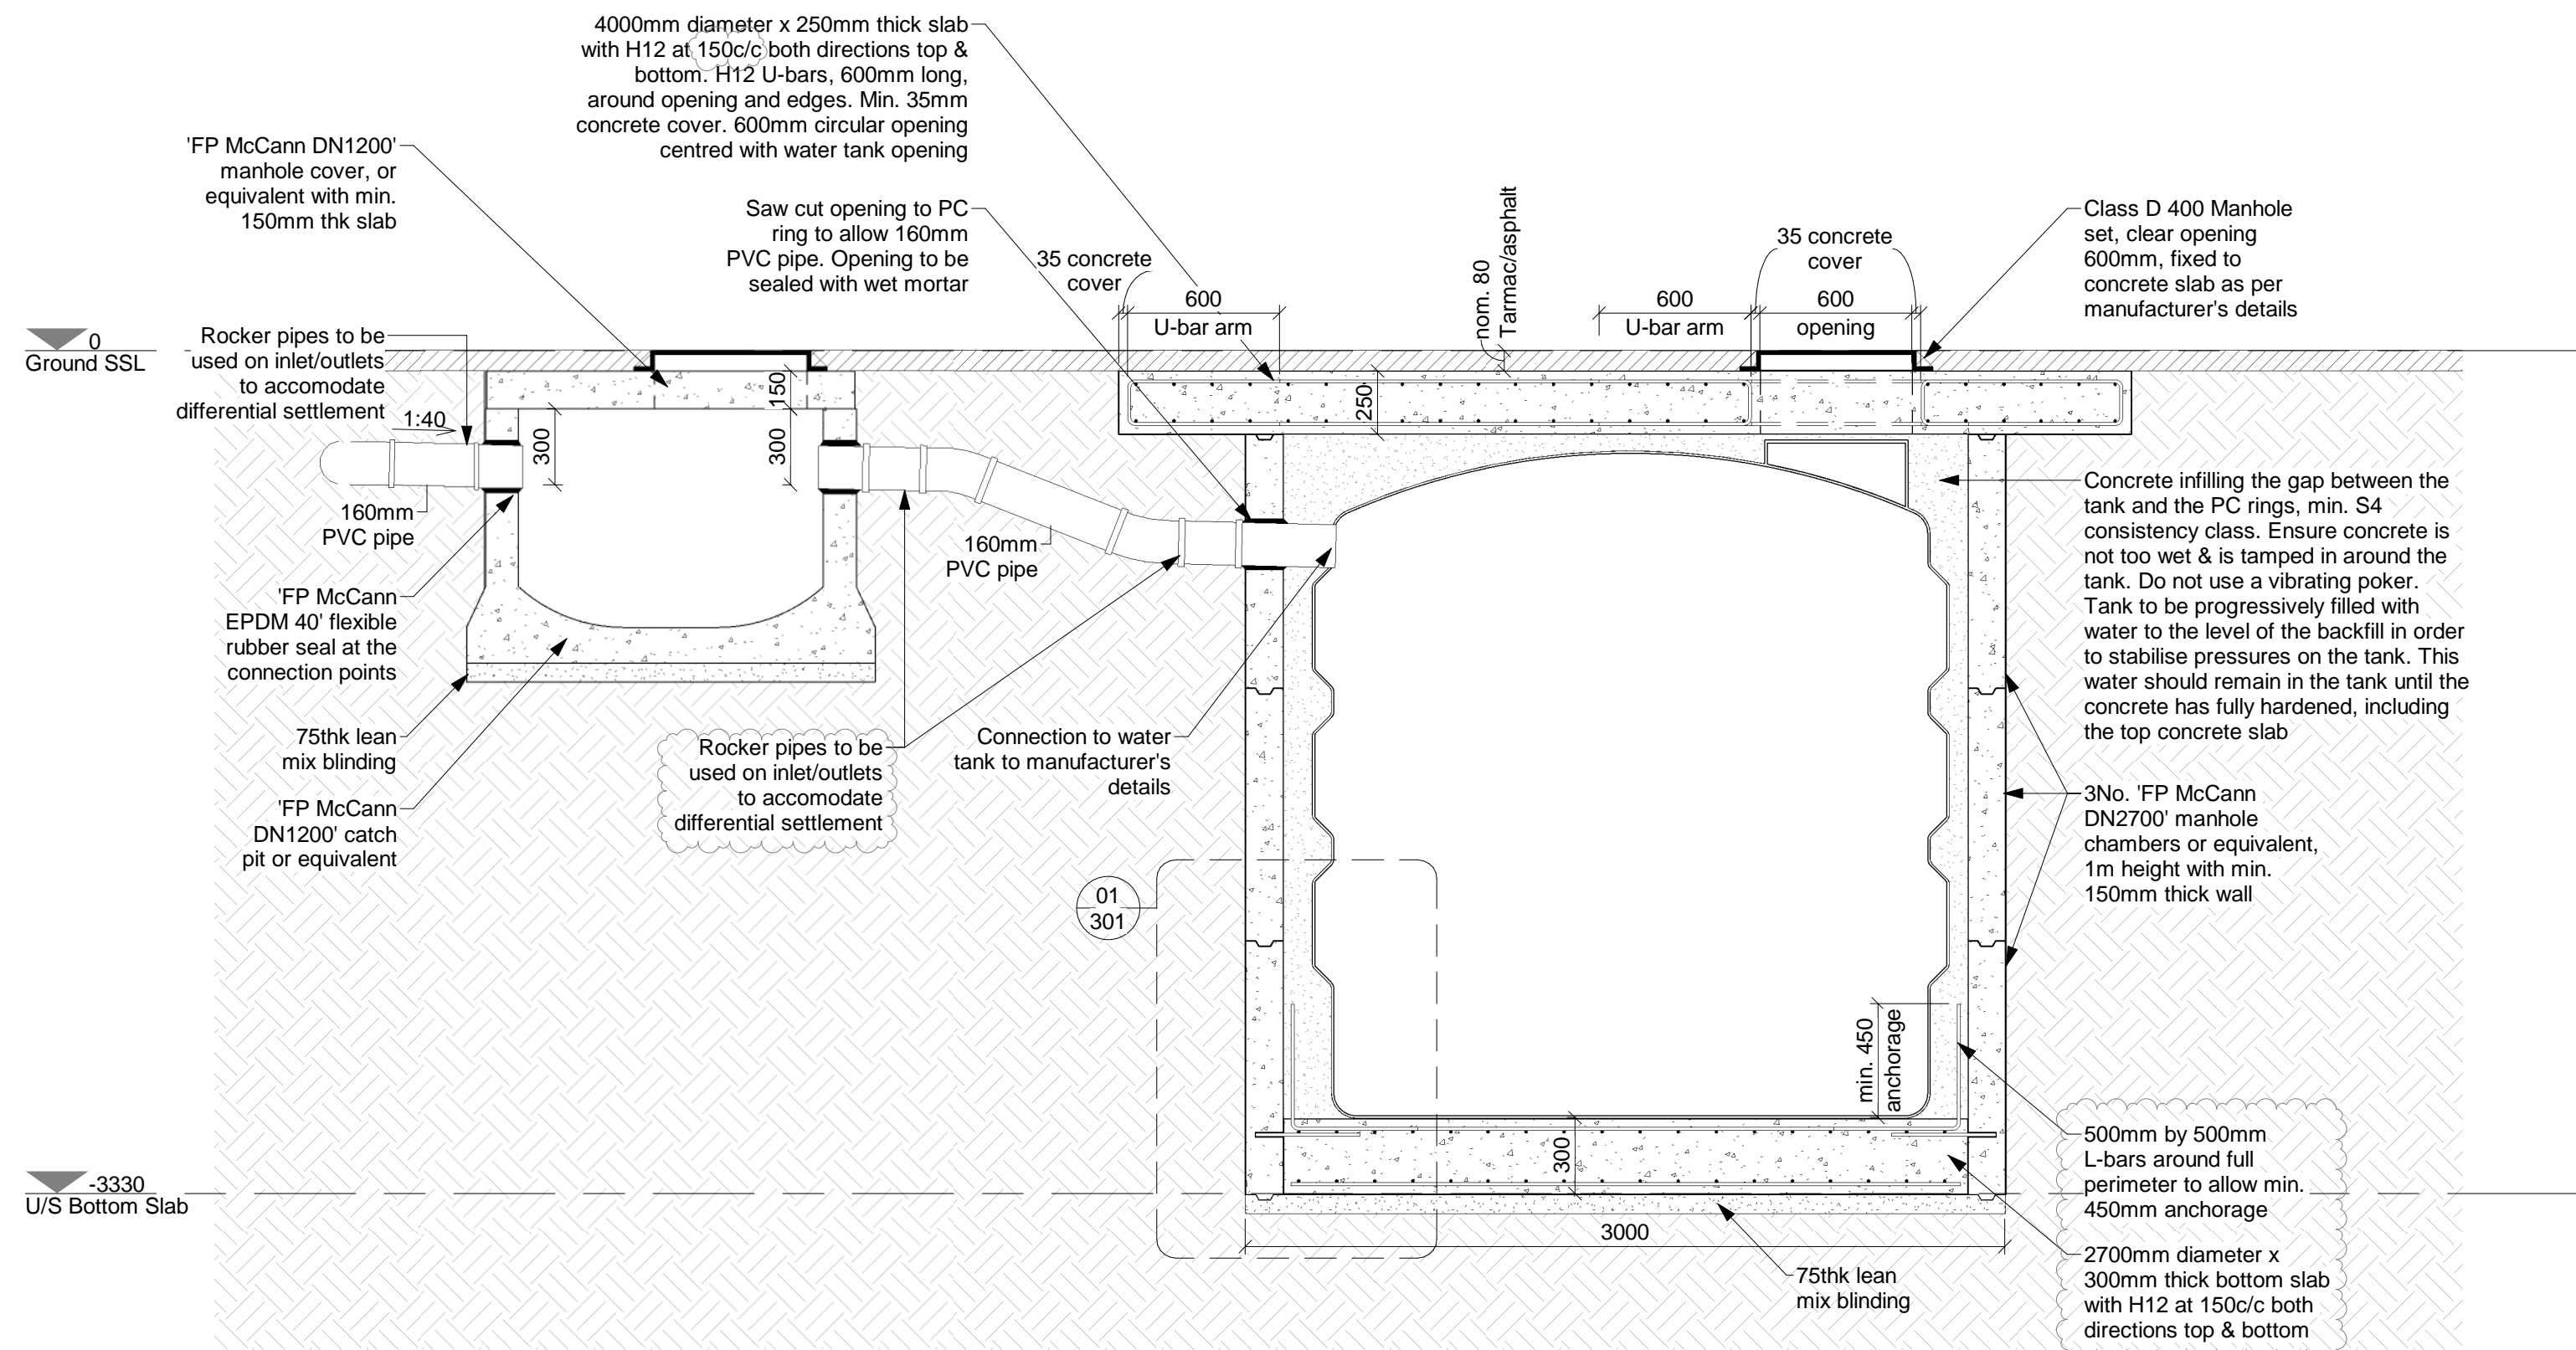 4000mm diameter x 250mm thick slab
with H12 at 150c/c both directions top &
bottom. H12 U-bars, 600mm long,
around opening and edges. Min. 35mm
concrete cover. 600mm circular opening
centred with water tank opening
'FP McCann DN1200'
manhole cover, or
equivalent with min.
150mm thk slab
Saw cut opening to PC
ring to allow 160mm
PVC pipe. Opening to be
sealed with wet mortar
35 concrete
cover
600
U-bar arm
nom. 80
Tarmac/asphalt
600
U-bar arm
35 concrete
cover
600
opening
Class D 400 Manhole
set, clear opening
600mm, fixed to
concrete slab as per
manufacturer's details
0
Ground SSL
Rocker pipes to be
used on inlet/outlets
to accomodate
differential settlement
1:40
300
150
300
250
160mm
PVC pipe
160mm
PVC pipe
'FP McCann
EPDM 40' flexible
rubber seal at the
connection points
75thk lean
mix blinding
'FP McCann
DN1200' catch
pit or equivalent
Rocker pipes to be
used on inlet/outlets
to accomodate
differential settlement
Connection to water
tank to manufacturer's
details
Concrete infilling the gap between the
tank and the PC rings, min. S4
consistency class. Ensure concrete is
not too wet & is tamped in around the
tank. Do not use a vibrating poker.
Tank to be progressively filled with
water to the level of the backfill in order
to stabilise pressures on the tank. This
water should remain in the tank until the
concrete has fully hardened, including
the top concrete slab
3No. 'FP McCann
DN2700' manhole
chambers or equivalent,
1m height with min.
150mm thick wall
01
301
min. 450
anchorage
300
-3330
U/S Bottom Slab
3000
75thk lean
mix blinding
500mm by 500mm
L-bars around full
perimeter to allow min.
450mm anchorage
2700mm diameter x
300mm thick bottom slab
with H12 at 150c/c both
directions top & bottom